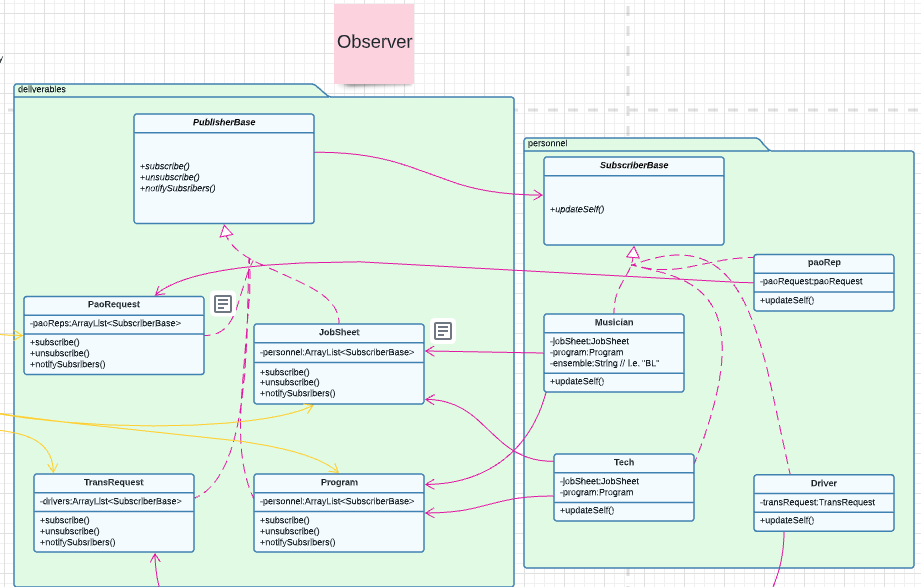 Observer
y
deliverables
PublisherBase
+subscribe()
+unsubscribe()
+notifySubsribers()
PaoRequest
-paoReps:ArrayList<SubscriberBase>
+subscribe()
+unsubscribe()
+notifySubsribers()
JobSheet
-personnel:ArrayList<SubscriberBase>
+subscribe()
+unsubscribe()
+notifySubsribers()
TransRequest
-drivers:ArrayList<SubscriberBase>
+subscribe()
+unsubscribe()
+notifySubsribers()
Program
-personnel:ArrayList<SubscriberBase>
+subscribe()
+unsubscribe()
+notifySubsribers()
personnel
SubscriberBase
+updateSelf()
paoRep
-paoRequest:paoRequest
+updateSelf()
Musician
-jobSheet:JobSheet
-program:Program
-ensemble:String // i.e. "BL"
+updateSelf()
Tech
-jobSheet:JobSheet
-program:Program
+updateSelf()
Driver
-transRequest:TransRequest
+updateSelf()